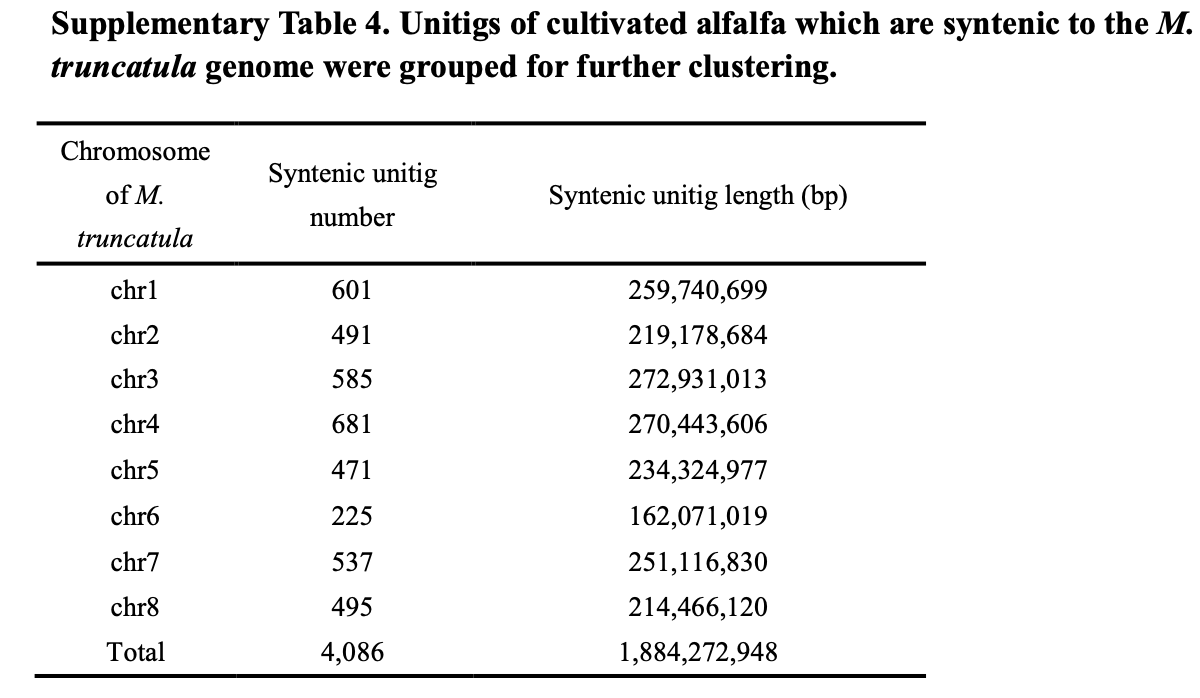 Supplementary Table 4. Unitigs of cultivated alfalfa which are syntenic to the M.
truncatula genome were grouped for further clustering.
Chromosome of M. truncatula Syntenic unitig number Syntenic unitig length (bp)
chr1 601 259,740,699
chr2 491 219,178,684
chr3 585 272,931,013
chr4 681 270,443,606
chr5 471 234,324,977
chr6 225 162,071,019
chr7 537 251,116,830
chr8 495 214,466,120
Total 4,086 1,884,272,948